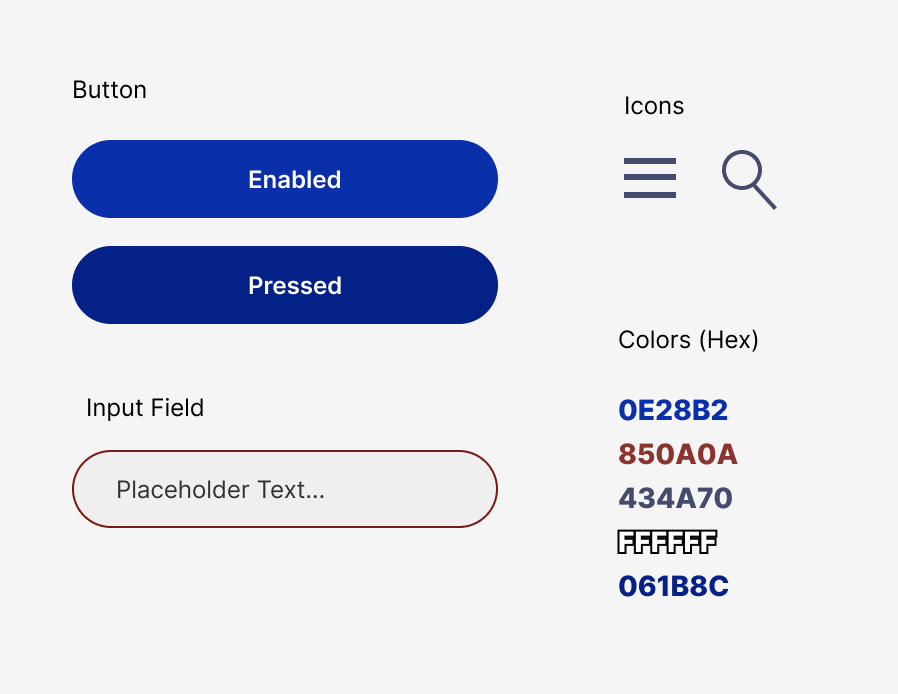 Button
Enabled
Pressed
Input Field
Placeholder Text...
Icons
Colors (Hex)
0E28B2
850A0A
434A70
FFFFFF
061B8C